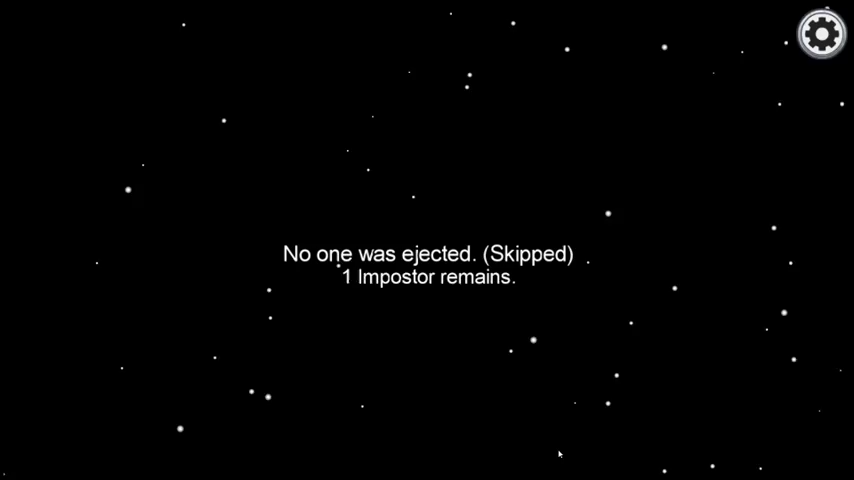 No one was ejected. (Skipped)
1 Impostor remains.